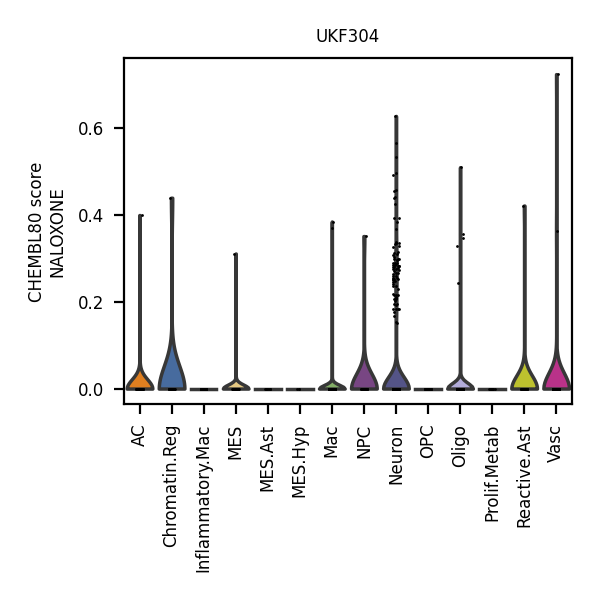 UKF304
CHEMBL80 score
NALOXONE
0.6
0.4
0.2
0.0
AC
Chromatin.Reg
Inflammatory.Mac
MES
MES.Ast
MES.Hyp
Mac
NPC
Neuron
OPC
Oligo
Prolif.Metab
Reactive.Ast
Vasc